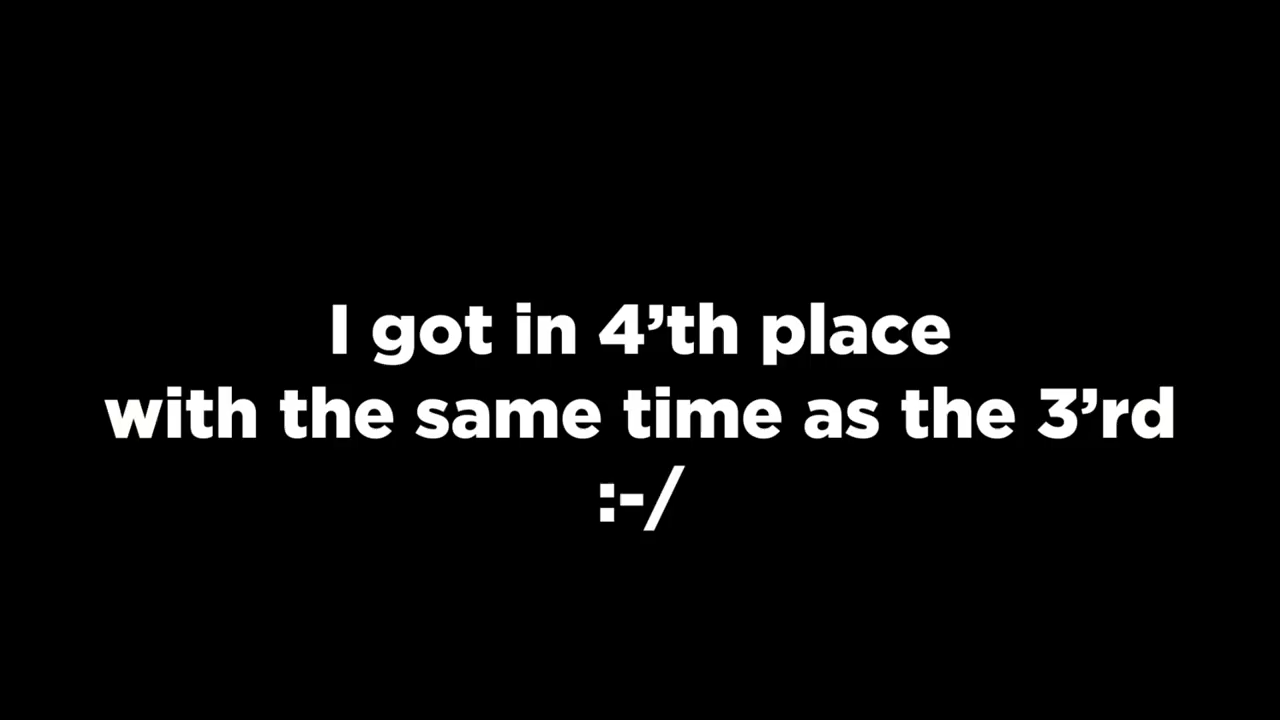 I got in 4’th place
with the same time as the 3’rd
:-/